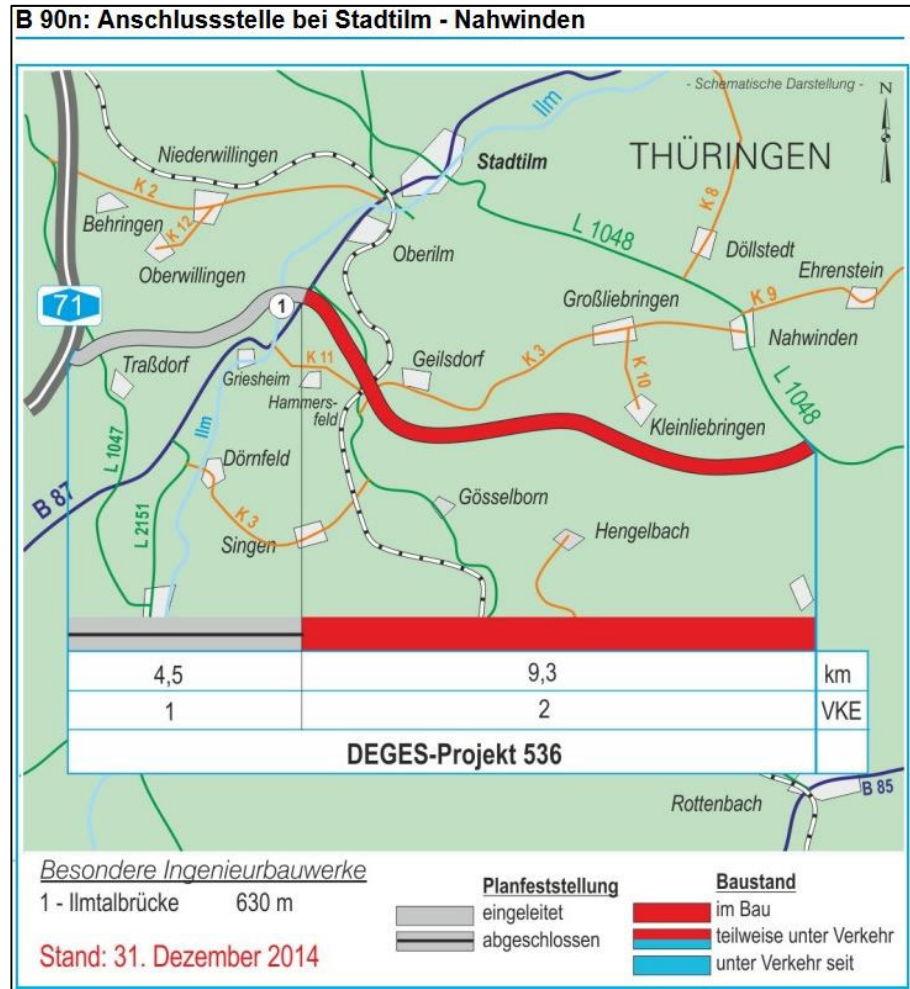 B 90n: Anschlussstelle bei Stadtilm - Nahwinden
- Schematische Darstellung -
N
Ilm
Niederwillingen
Stadtilm
THÜRINGEN
K 2
K 8
Behringen
K 12
Oberwillingen
Oberilm
L 1048
Döllstedt
Ehrenstein
71
1
Großliebringen
K 9
Nahwinden
Traßdorf
Griesheim
K 11
Hammers-
feld
Geilsdorf
K 3
K 10
Kleinliebringen
L 1048
L 1047
Ilm
Dörnfeld
B 87
L 2151
K 3
Singen
Gösselborn
Hengelbach
4,5 9,3 km
1 2 VKE
DEGES-Projekt 536
Rottenbach
B 85
Besondere Ingenieurbauwerke
1 - Ilmtalbrücke 630 m
Stand: 31. Dezember 2014
Planfeststellung
eingeleitet
abgeschlossen
Baustand
im Bau
teilweise unter Verkehr
unter Verkehr seit